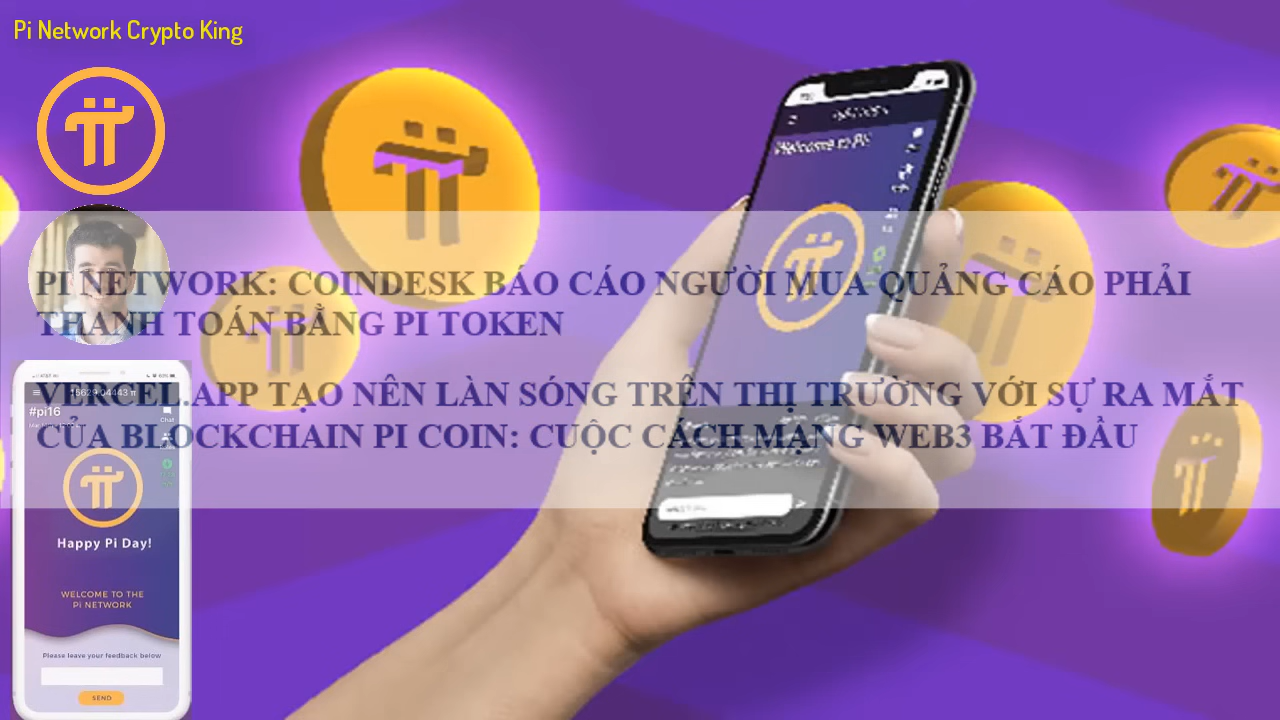 Pi Network Crypto King
Welcome to Pi
PI NETWORK: COINDESK BÁO CÁO NGƯỜI MUA QUẢNG CÁO PHẢI
THANH TOÁN BẰNG PI TOKEN
VERCEL.APP TẠO NÊN LÀN SÓNG TRÊN THỊ TRƯỜNG VỚI SỰ RA MẮT
CỦA BLOCKCHAIN PI COIN: CUỘC CÁCH MẠNG WEB3 BẮT ĐẦU
#pi16
Chat
Happy Pi Day!
WELCOME TO THE
Pi NETWORK
Please leave your feedback below
SEND